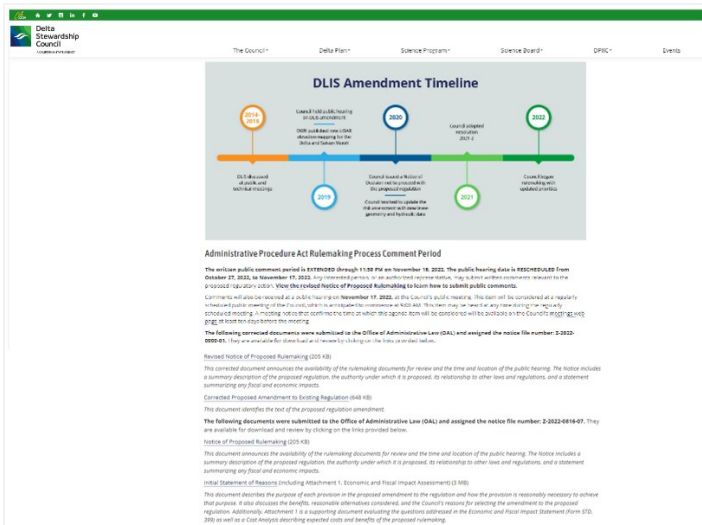 Delta
Stewardship
Council
The Council
Delta Plan
Science Program
Science Board
DPIIC
Events
DLIS Amendment Timeline
Council held public hearing
on DLIS amendment
DWR published new LiDAR
elevation mapping for the
Delta and Suisun Marsh
2020
Council adopted
resolution
2021-2
2022
DLIS discussed
at public and
technical meetings
2019
Council issued a Notice of
Decision not to proceed with
the proposed regulation
Council worked to update the
risk assessment with new levee
geometry and hydraulic data
2021
Council began
rulemaking with
updated priorities
Administrative Procedure Act Rulemaking Process Comment Period
The written public comment period is EXTENDED through 11:59 PM on November 16, 2022. The public hearing date is RESCHEDULED from
October 27, 2022, to November 17, 2022. Any interested person, or an authorized representative, may submit written comments relevant to the
proposed regulatory action. View the revised Notice of Proposed Rulemaking to learn how to submit public comments.
Comments will also be received at a public hearing on November 17, 2022, at the Council's public meeting. This item will be considered at a regularly
scheduled public meeting of the Council, which is anticipated to commence at 9:00 AM. This item may be heard at any time during the regularly
scheduled meeting. A meeting notice that confirms the time at which this agenda item will be considered will be available on the Council's meetings web
page at least ten days before the meeting.
The following corrected documents were submitted to the Office of Administrative Law (OAL) and assigned the notice file number: Z-2022-
They are available for download and review by clicking on the links provided below.
Revised Notice of Proposed Rulemaking (205 KB)
This corrected document announces the availability of the rulemaking documents for review and the time and location of the public hearing. The Notice includes
a summary description of the proposed regulation, the authority under which it is proposed, its relationship to other laws and regulations, and a statement
summarizing any fiscal and economic impacts.
Corrected Proposed Amendment to Existing Regulation (648 KB)
This document identifies the text of the proposed regulation amendment.
The following documents were submitted to the Office of Administrative Law (OAL) and assigned the notice file number: Z-2022-0816-07. They
are available for download and review by clicking on the links provided below.
Notice of Proposed Rulemaking (205 KB)
This document announces the availability of the rulemaking documents for review and the time and location of the public hearing. The Notice includes a
summary description of the proposed regulation, the authority under which it is proposed, its relationship to other laws and regulations, and a statement
summarizing any fiscal and economic impacts.
Initial Statement of Reasons (including Attachment 1, Economic and Fiscal Impact Assessment) (3 MB)
This document describes the purpose of each provision in the proposed amendment to the regulation and how the provision is reasonably necessary to achieve
that purpose. It also discusses the benefits, reasonable alternatives considered, and the Council's reasons for selecting the amendment to the proposed
regulation. Additionally, Attachment 1 is a supporting document evaluating the questions addressed in the Economic and Fiscal Impact Statement (Form STD.
399) as well as a Cost Analysis describing expected costs and benefits of the proposed rulemaking.